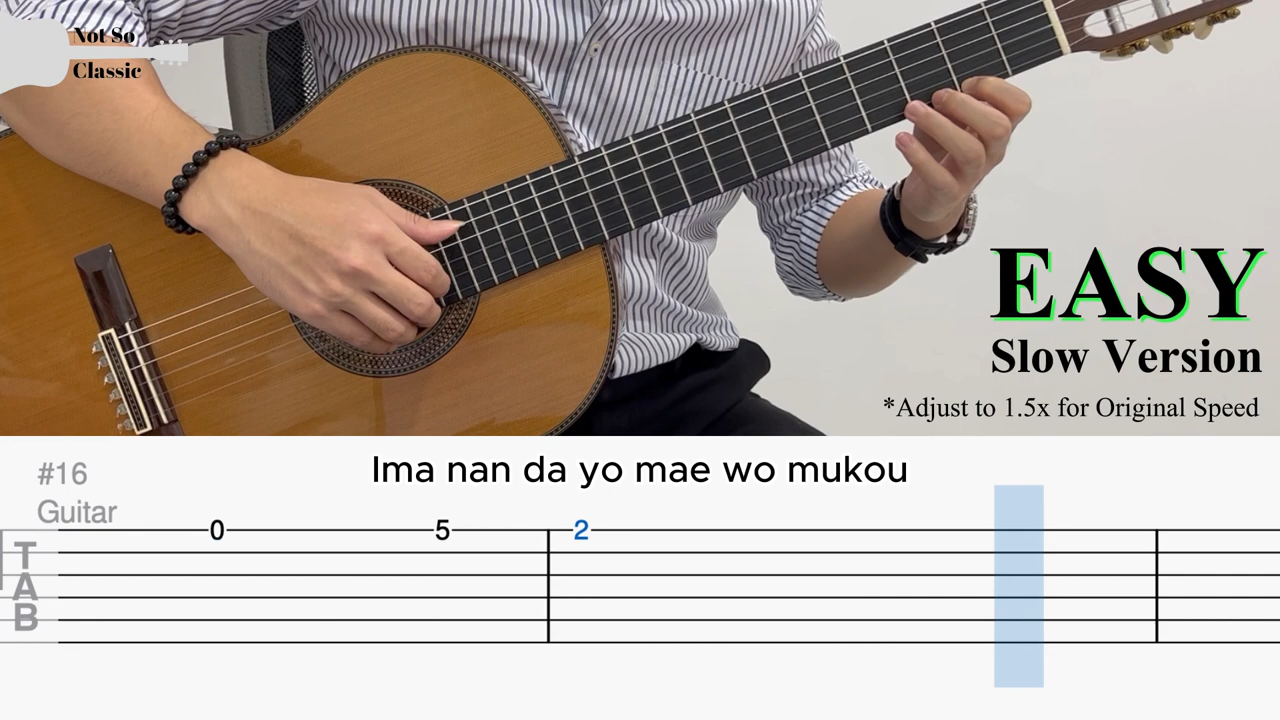 Not So
Classic
EASY
Slow Version
*Adjust to 1.5x for Original Speed
Ima nan da yo mae wo mukou
#16
Guitar
0 5 2
T
A
B